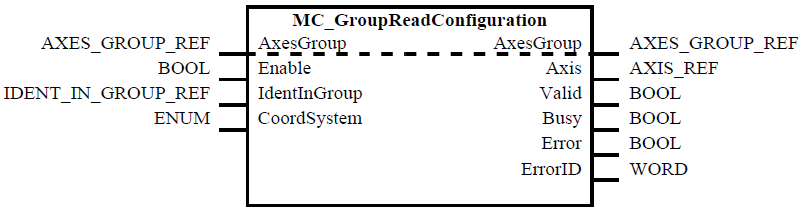 MC_GroupReadConfiguration
AXES_GROUP_REF AxesGroup AxesGroup AXES_GROUP_REF
BOOL Enable Axis AXIS_REF
IDENT_IN_GROUP_REF IdentInGroup Valid BOOL
ENUM CoordSystem Busy BOOL
Error BOOL
ErrorID WORD